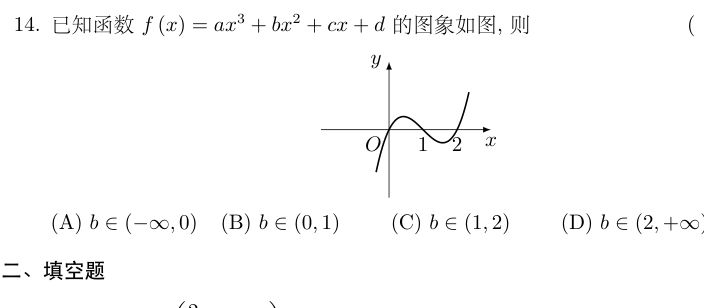 14. 已知函数 f (x) = ax³ + bx² + cx + d 的图象如图, 则 (
y
O 1 2 x
(A) b ∈ (−∞, 0) (B) b ∈ (0, 1) (C) b ∈ (1, 2) (D) b ∈ (2, +∞)
二、填空题